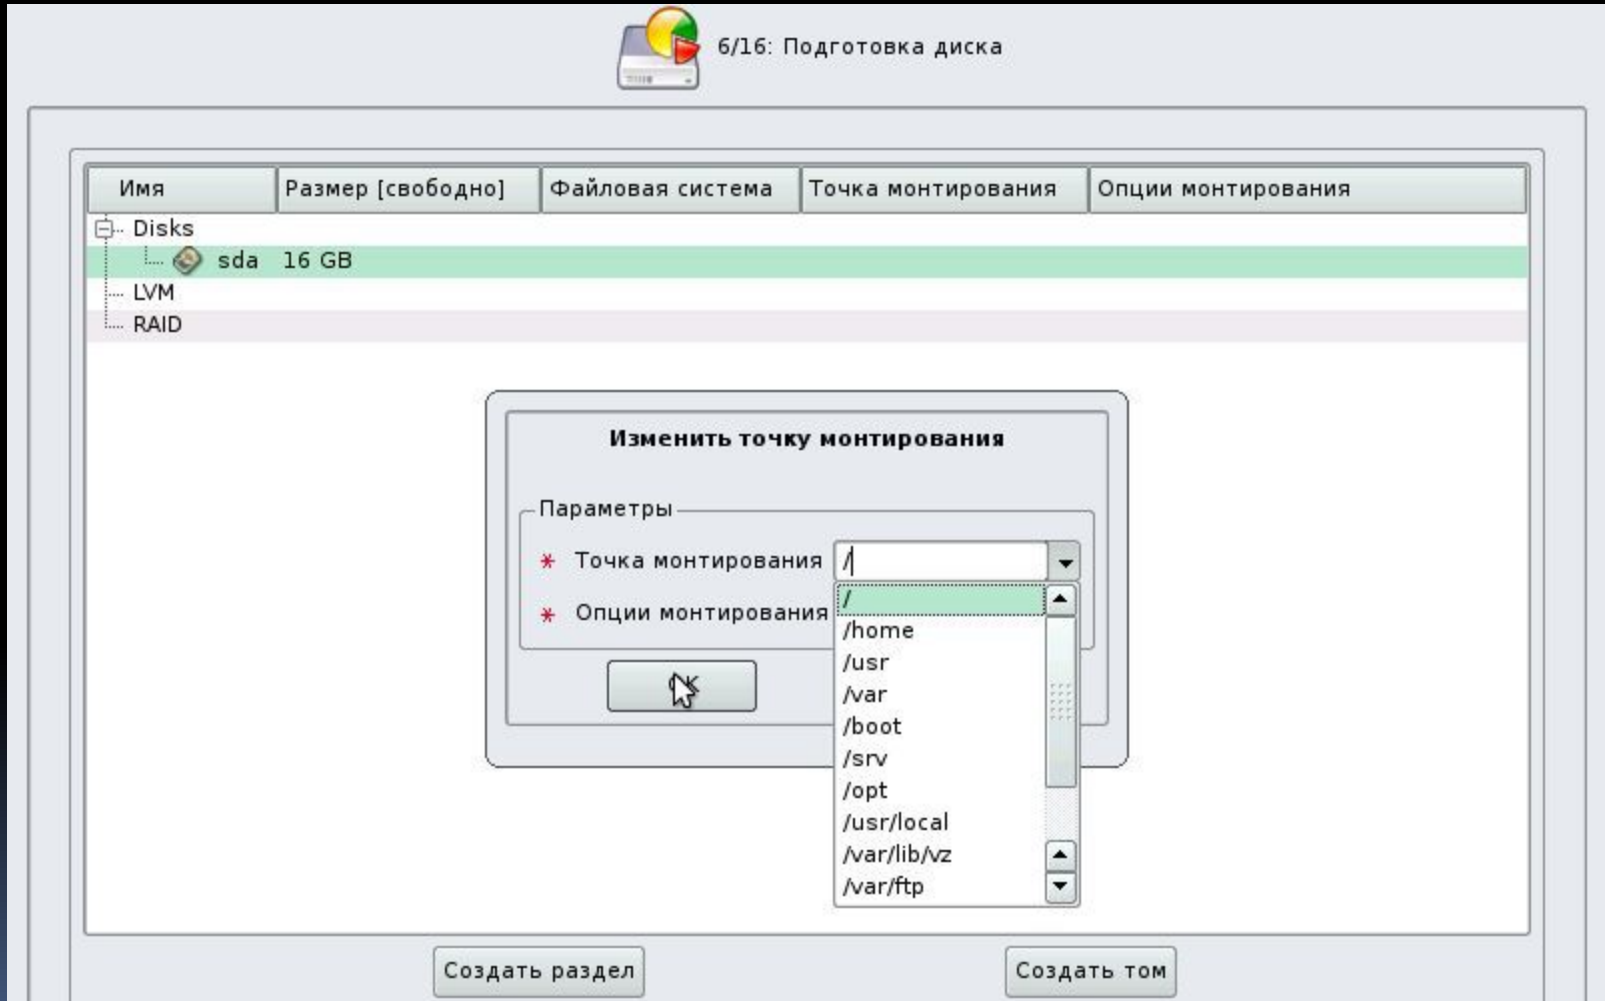 6/16: Подготовка диска
Имя Размер [свободно] Файловая система Точка монтирования Опции монтирования
Disks
sda 16 GB
LVM
RAID
Изменить точку монтирования
Параметры
* Точка монтирования /
* Опции монтирования
/
/home
/usr
/var
/boot
/srv
/opt
/usr/local
/var/lib/vz
/var/ftp
OK
Создать раздел Создать том